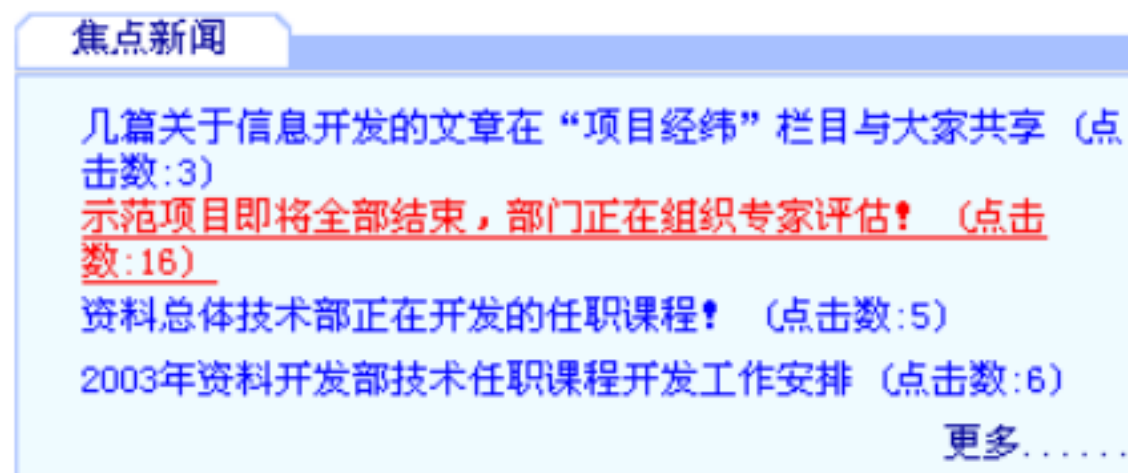 焦点新闻
几篇关于信息开发的文章在“项目经纬”栏目与大家共享（点
击数:3）
示范项目即将全部结束，部门正在组织专家评估！（点击
数:16）
资料总体技术部正在开发的任职课程！（点击数:5）
2003年资料开发部技术任职课程开发工作安排（点击数:6）
更多......